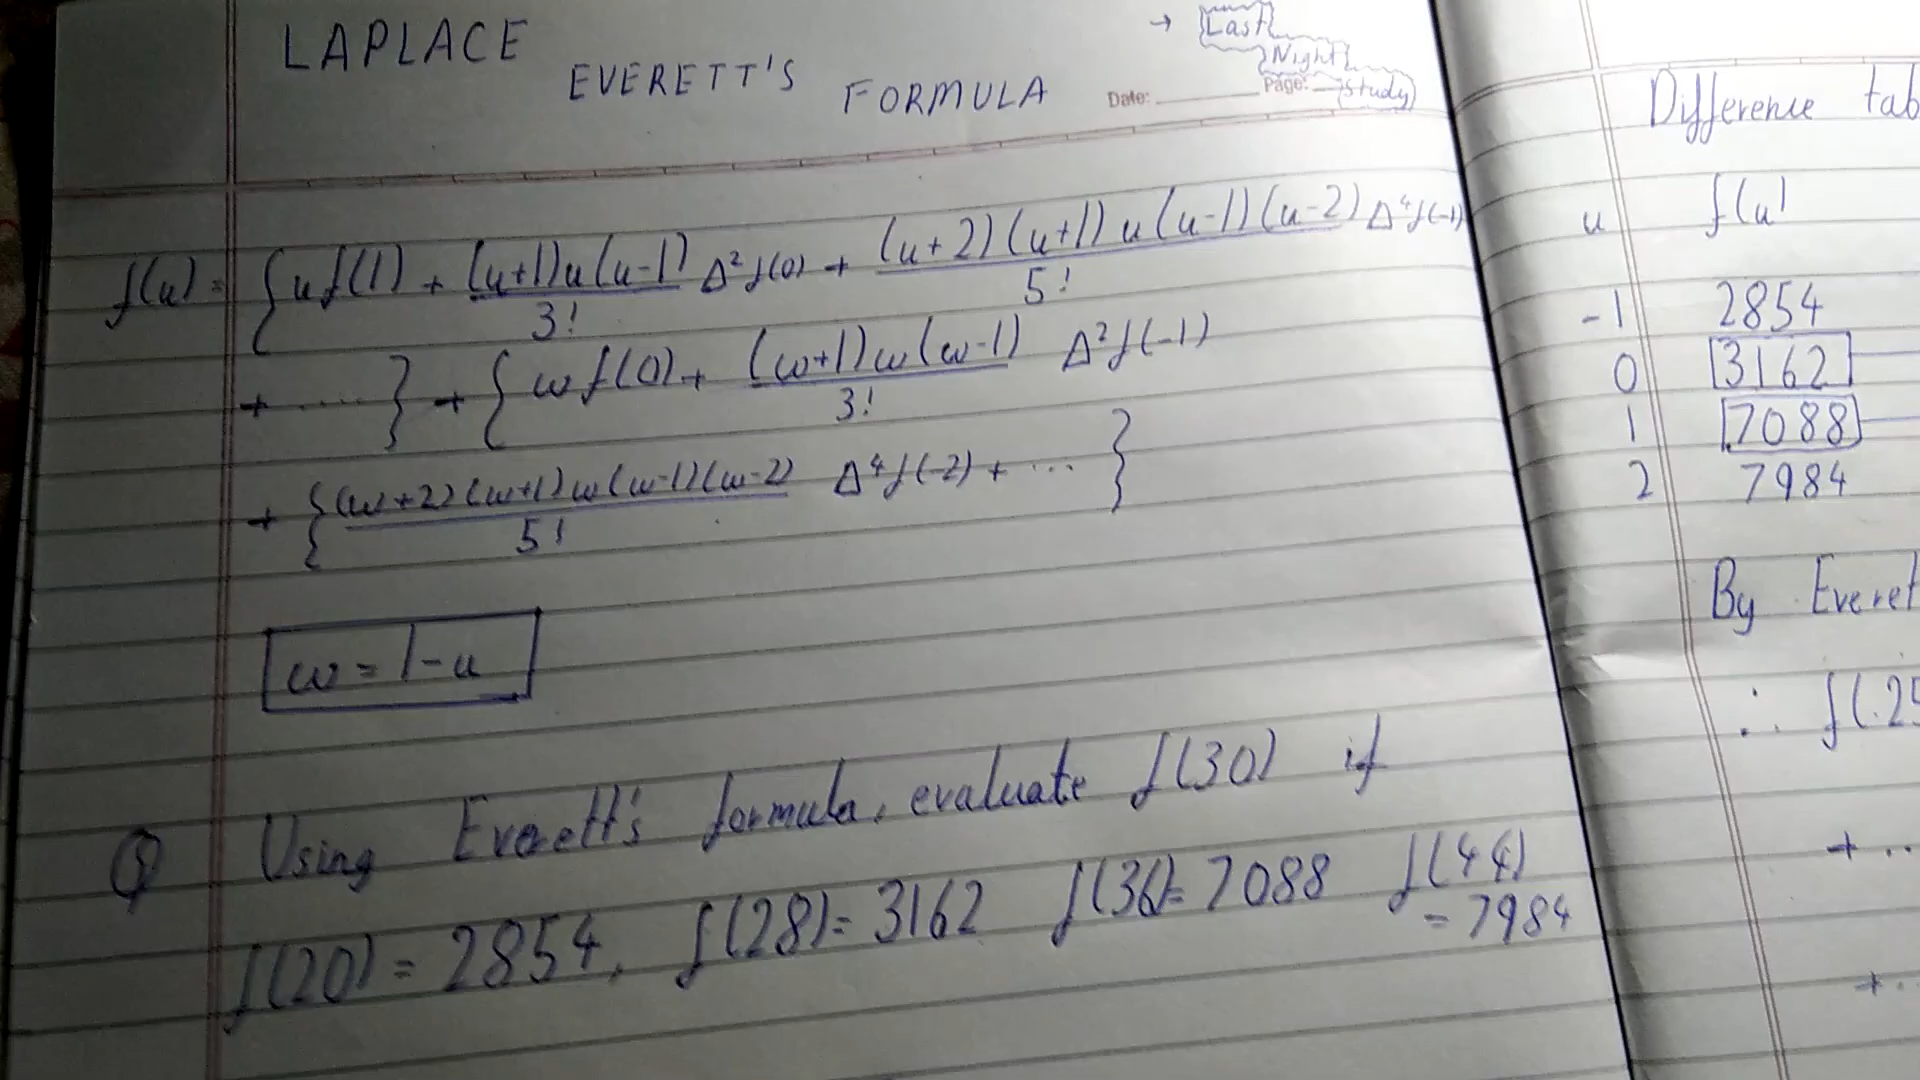 LAPLACE EVERETT'S FORMULA
→ Last
Night
Study
Date: Page:
f(u) = { u f(1) + (u+1)u(u-1)/3! Δ²f(0) + (u+2)(u+1)u(u-1)(u-2)/5! Δ⁴f(-1)
+ ..... } + { w f(0) + (w+1)w(w-1)/3! Δ²f(-1)
+ { (w+2)(w+1)w(w-1)(w-2)/5! Δ⁴f(-2) + ... }
w = 1-u
Q Using Everett's formula, evaluate f(30) if
f(20) = 2854, f(28) = 3162 f(36) = 7088 f(44)
= 7984
Difference tab
u f(u)
-1 2854
0 3162
1 7088
2 7984
By Everet
∴ f(.25
+ ..
+ .